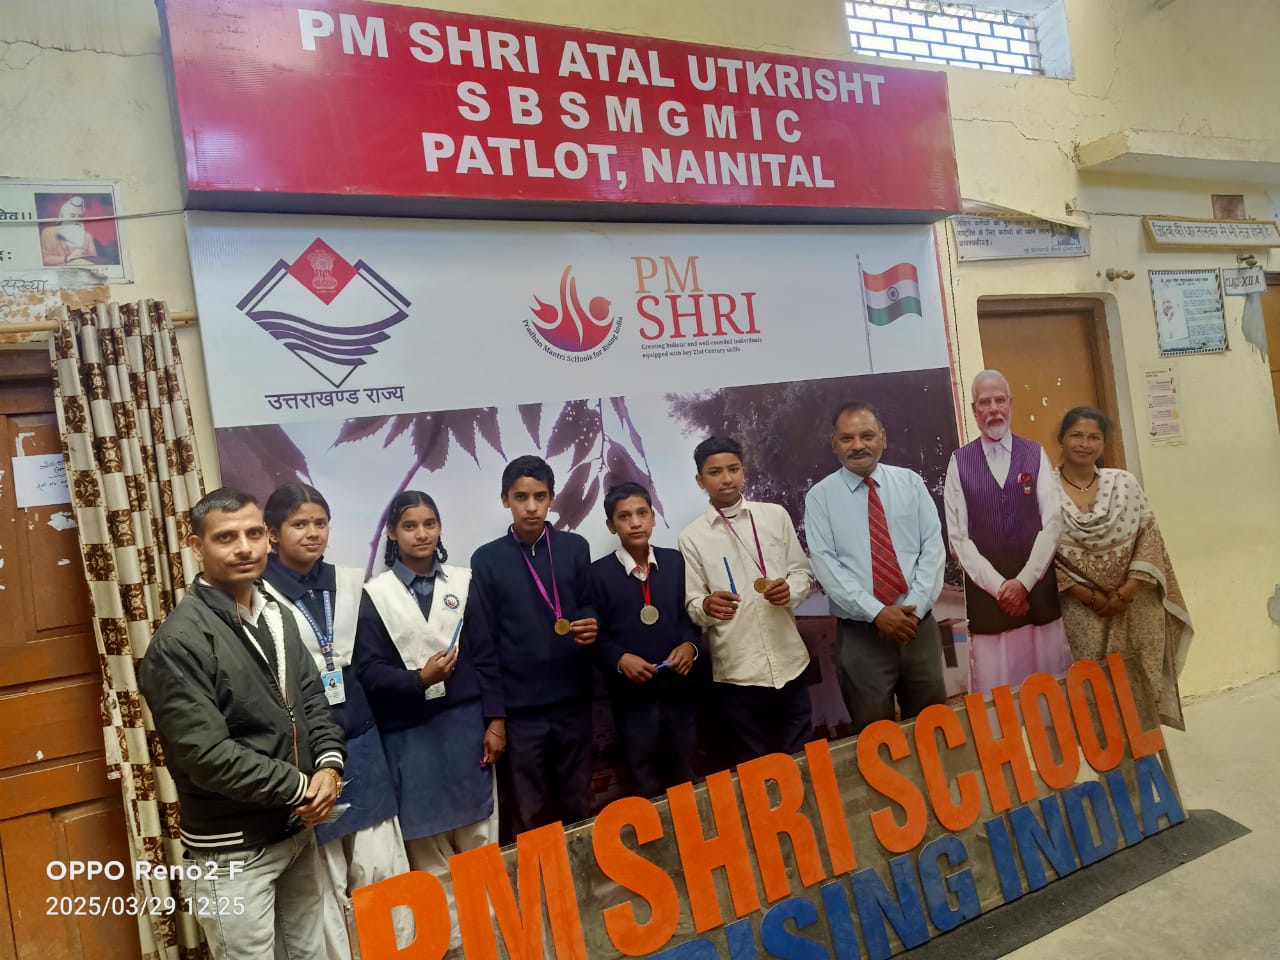 PM SHRI ATAL UTKRISHT
S B S M G M I C
PATLOT, NAINITAL
उत्तराखण्ड राज्य
Pradhan Mantri ScHools for Rising India
PM
SHRI
Creating holistic and well-rounded individuals
equipped with key 21st Century skills
CLASS-XII A
PM SHRI SCHOOL
RISING INDIA
OPPO Reno2 F
2025/03/29 12:25